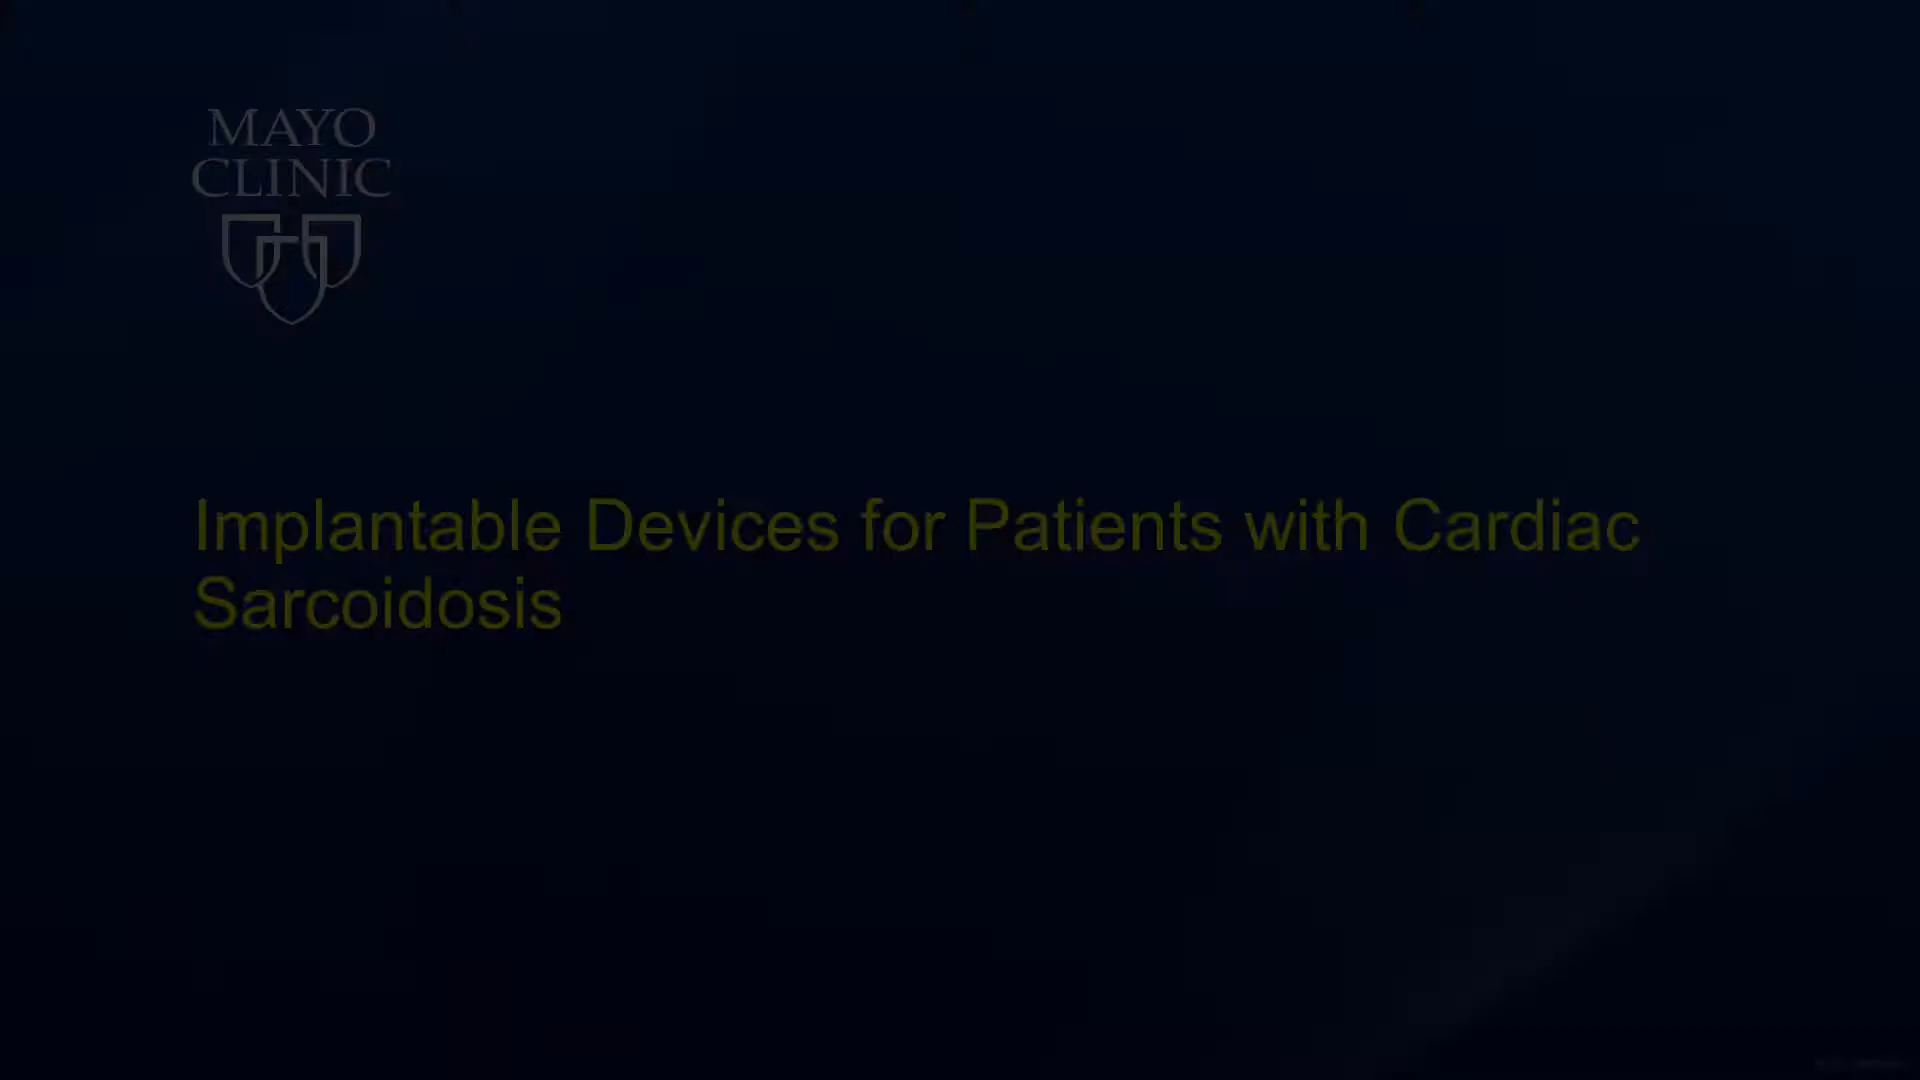 MAYO
CLINIC
Implantable Devices for Patients with Cardiac
Sarcoidosis